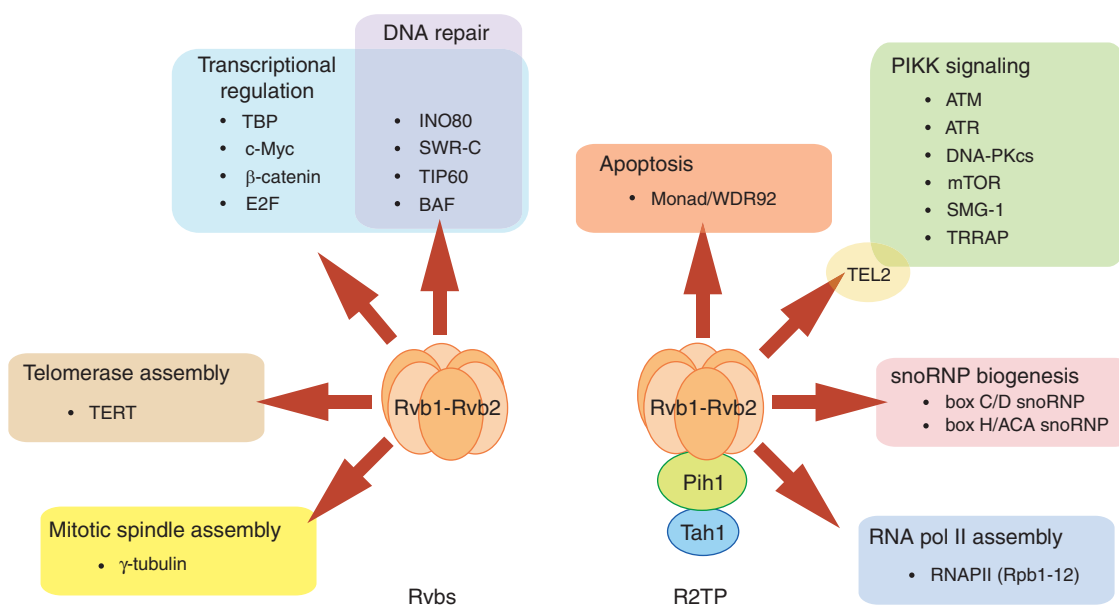 DNA repair
Transcriptional
regulation
• TBP
• c-Myc
• β-catenin
• E2F
• INO80
• SWR-C
• TIP60
• BAF
Telomerase assembly
• TERT
Mitotic spindle assembly
• γ-tubulin
Rvb1-Rvb2
Rvbs
Apoptosis
• Monad/WDR92
PIKK signaling
• ATM
• ATR
• DNA-PKcs
• mTOR
• SMG-1
• TRRAP
TEL2
snoRNP biogenesis
• box C/D snoRNP
• box H/ACA snoRNP
RNA pol II assembly
• RNAPII (Rpb1-12)
Rvb1-Rvb2
Pih1
Tah1
R2TP